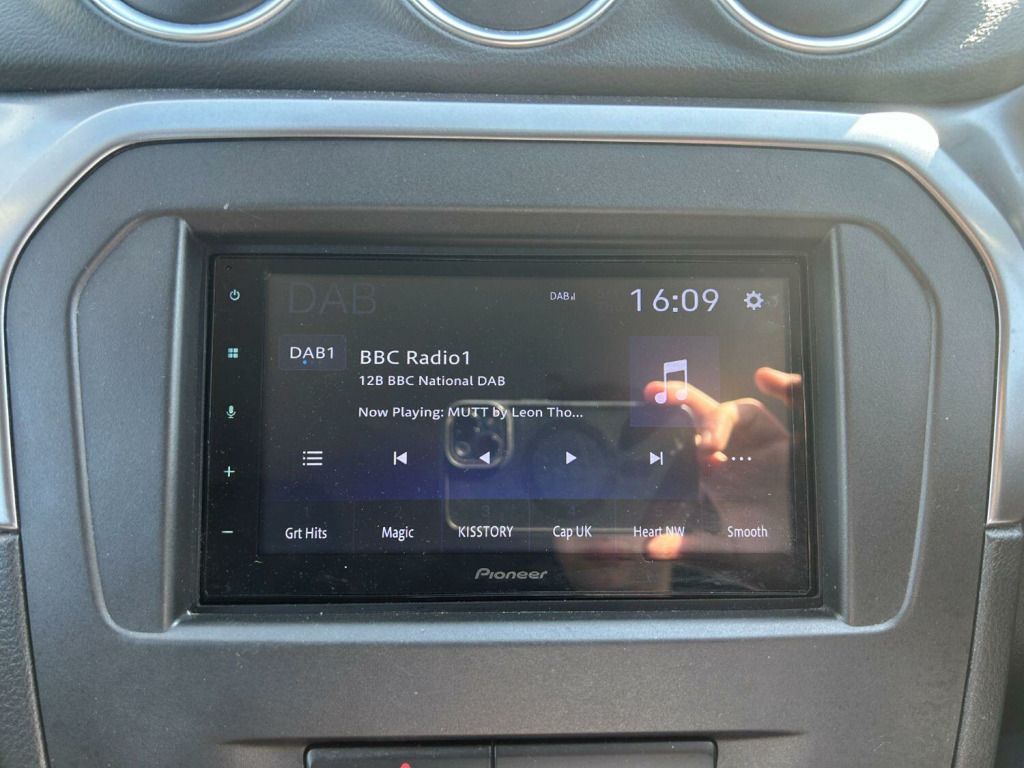 DAB
DAB
16:09
DAB1
BBC Radio1
12B BBC National DAB
Now Playing: MUTT by Leon Tho...
Grt Hits
Magic
KISSTORY
Cap UK
Heart NW
Smooth
Pioneer